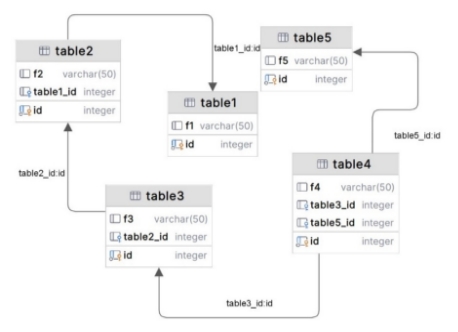 table2
f2 varchar(50)
table1_id integer
id integer
table1_id:id
table5
f5 varchar(50)
id integer
table1
f1 varchar(50)
id integer
table5_id:id
table2_id:id
table4
f4 varchar(50)
table3_id integer
table5_id integer
id integer
table3
f3 varchar(50)
table2_id integer
id integer
table3_id:id